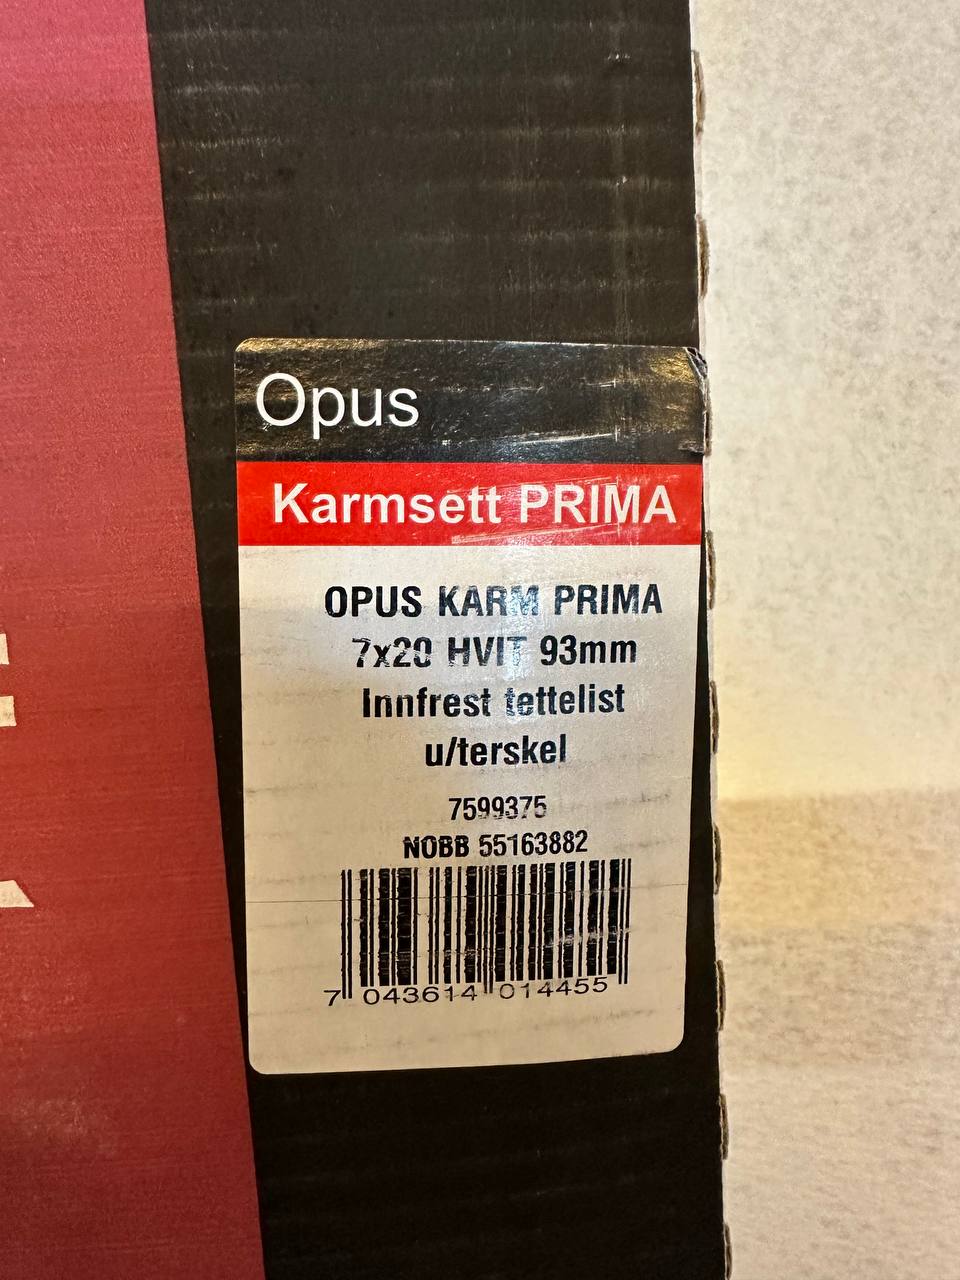 Opus
Karmsett PRIMA
OPUS KARM PRIMA
7x20 HVIT 93mm
Innfrest tettelist
u/terskel
7599375
NOBB 55163882
7 043614 014455